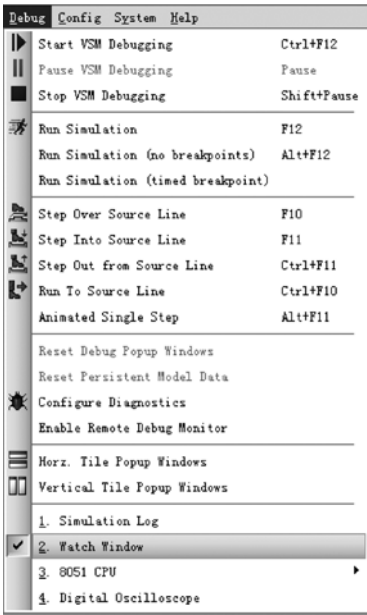 Debug Config System Help
Start VSM Debugging Ctrl+F12
Pause VSM Debugging Pause
Stop VSM Debugging Shift+Pause
Run Simulation F12
Run Simulation (no breakpoints) Alt+F12
Run Simulation (timed breakpoint)
Step Over Source Line F10
Step Into Source Line F11
Step Out from Source Line Ctrl+F11
Run To Source Line Ctrl+F10
Animated Single Step Alt+F11
Reset Debug Popup Windows
Reset Persistent Model Data
Configure Diagnostics
Enable Remote Debug Monitor
Horz. Tile Popup Windows
Vertical Tile Popup Windows
1. Simulation Log
2. Watch Window
3. 8051 CPU
4. Digital Oscilloscope